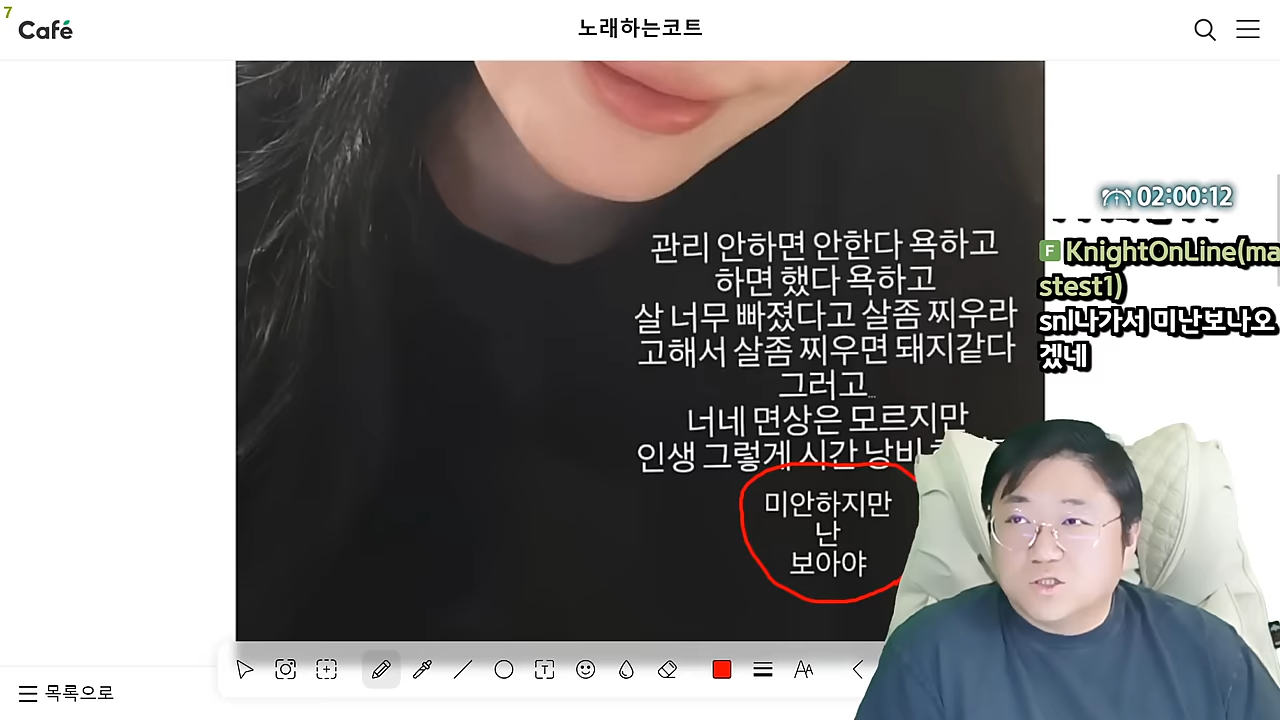 7
Café
노래하는코트
02:00:12
관리 안하면 안한다 욕하고
하면 했다 욕하고
살 너무 빠졌다고 살좀 찌우라
고해서 살좀 찌우면 돼지같다
그러고...
너네 면상은 모르지만
인생 그렇게 시간 낭비
미안하지만
난
보아야
F KnightOnLine(ma
stest1)
snl나가서 미난보나오
겠네
T
AA
목록으로